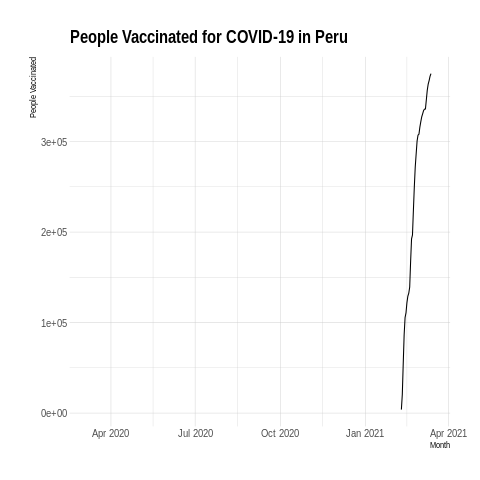 People Vaccinated for COVID-19 in Peru
People Vaccinated
3e+05
2e+05
1e+05
0e+00
Apr 2020 Jul 2020 Oct 2020 Jan 2021 Apr 2021
Month